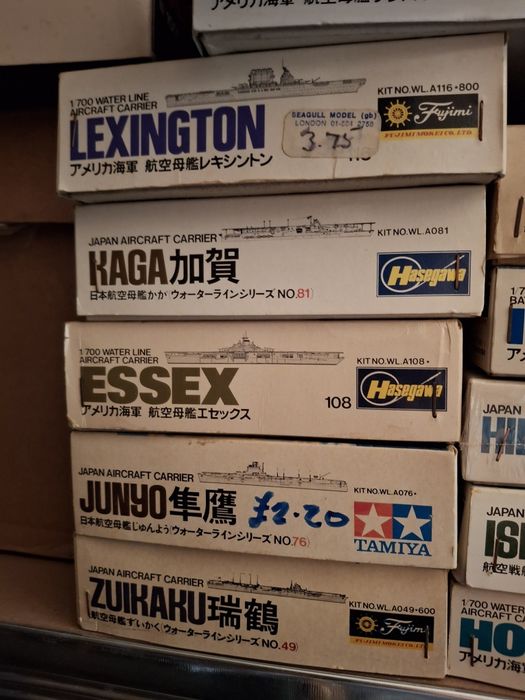 1 700 WATER LINE
AIRCRAFT CARRIER
LEXINGTON
アメリカ海軍 航空母艦レキシントン
SEAGULL MODEL (gb)
3.75
KIT NO. WL. A116・800
Fujimi
FUJIMI MOKEI CO. LTD
JAPAN AIRCRAFT CARRIER
KAGA加賀
日本航空母艦かが(ウォーターラインシリーズ NO.81)
KIT NO. WL. A081
Hasegawa
1 700 WATER LINE
AIRCRAFT CARRIER
ESSEX
アメリカ海軍 航空母艦エセックス
108
KIT NO. WL. A108・
Hasegawa
JAPAN AIRCRAFT CARRIER
JUNYO隼鷹
日本航空母艦じゅんよう(ウォーターラインシリーズ NO.76)
£2.20
KIT NO. WL. A076・
TAMIYA
JAPAN AIRCRAFT CARRIER
ZUIKAKU瑞鶴
航空母艦ずいかく(ウォーターラインシリーズ NO.49)
KIT NO. WL. A049・600
Fujimi
JAPAN
HI
JAPAN
IS
航空戦
1 700 WATER
AIRCRAFT
HO
アメリカ海